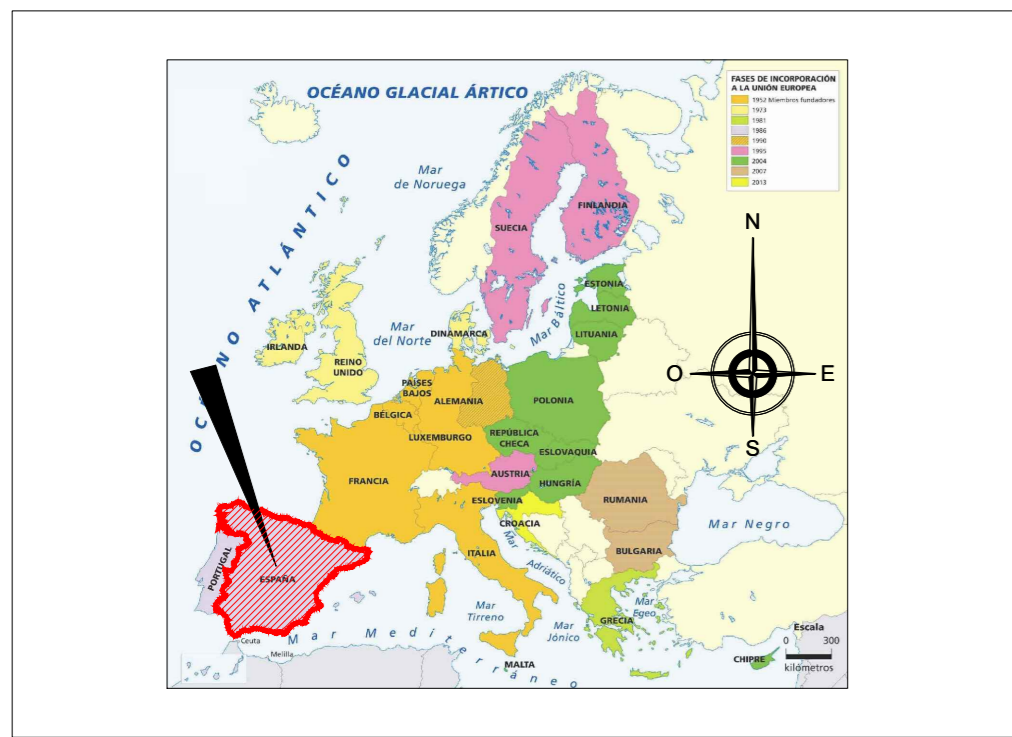 OCÉANO GLACIAL ÁRTICO
FASES DE INCORPORACIÓN
A LA UNIÓN EUROPEA
1952 Miembros fundadores
1973
1981
1986
1990
1995
2004
2007
2013
OCÉANO ATLÁNTICO
Mar
de Noruega
FINLANDIA
SUECIA
N
O
E
S
ESTONIA
LETONIA
LITUANIA
Mar Báltico
Mar
del Norte
DINAMARCA
IRLANDA
REINO
UNIDO
PAÍSES
BAJOS
ALEMANIA
POLONIA
BÉLGICA
LUXEMBURGO
REPÚBLICA
CHECA
ESLOVAQUIA
FRANCIA
AUSTRIA
HUNGRÍA
ESLOVENIA
RUMANIA
CROACIA
Mar Negro
ITALIA
Mar
Adriático
BULGARIA
PORTUGAL
ESPAÑA
Mar
Tirreno
Mar
Jónico
Mar
Egeo
GRECIA
Escala
0 300
kilómetros
Ceuta
Melilla
Mar Mediterráneo
MALTA
CHIPRE